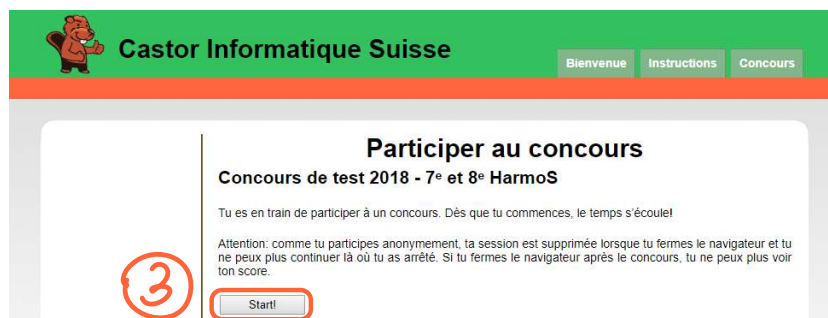 Castor Informatique Suisse
Bienvenue Instructions Concours
Participer au concours
Concours de test 2018 - 7e et 8e HarmoS
Tu es en train de participer à un concours. Dès que tu commences, le temps s'écoule!
Attention: comme tu participes anonymement, ta session est supprimée lorsque tu fermes le navigateur et tu
ne peux plus continuer là où tu as arrêté. Si tu fermes le navigateur après le concours, tu ne peux plus voir
ton score.
3
Start!